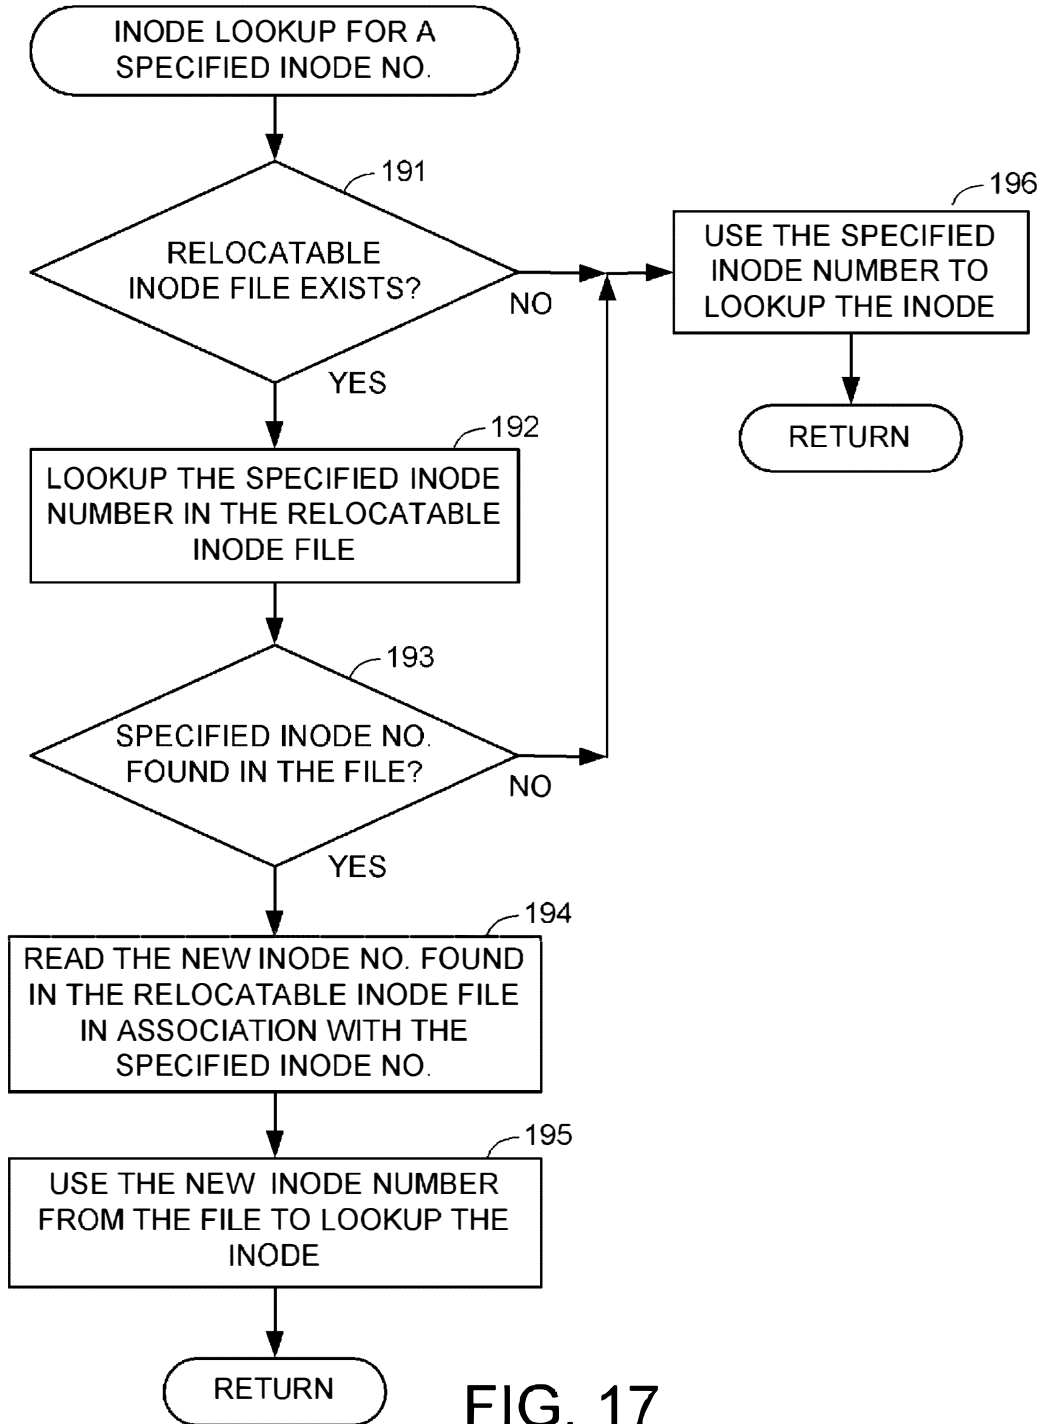 INODE LOOKUP FOR A
SPECIFIED INODE NO.
191
RELOCATABLE
INODE FILE EXISTS?
NO
YES
196
USE THE SPECIFIED
INODE NUMBER TO
LOOKUP THE INODE
RETURN
192
LOOKUP THE SPECIFIED INODE
NUMBER IN THE RELOCATABLE
INODE FILE
193
SPECIFIED INODE NO.
FOUND IN THE FILE?
NO
YES
194
READ THE NEW INODE NO. FOUND
IN THE RELOCATABLE INODE FILE
IN ASSOCIATION WITH THE
SPECIFIED INODE NO.
195
USE THE NEW INODE NUMBER
FROM THE FILE TO LOOKUP THE
INODE
RETURN
FIG. 17